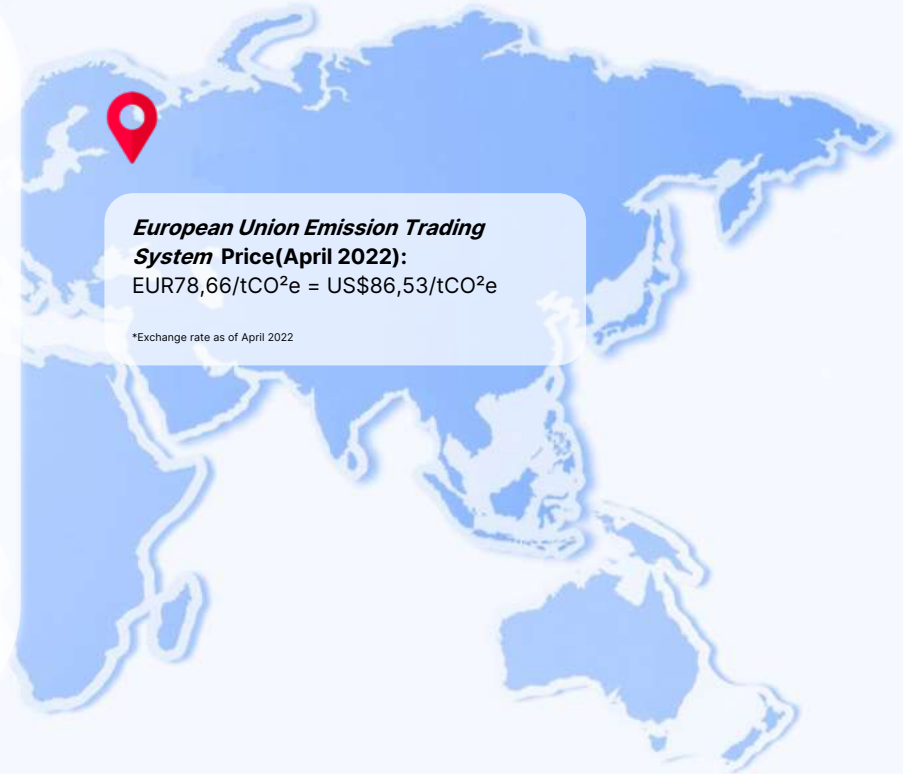 European Union Emission Trading
System Price(April 2022):
EUR78,66/tCO²e = US$86,53/tCO²e
*Exchange rate as of April 2022